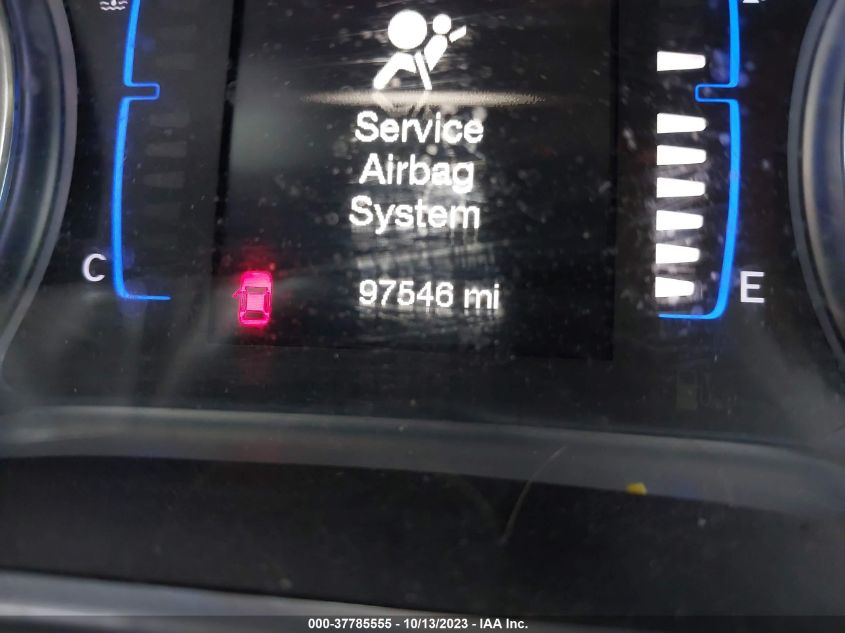 Service
Airbag
System
97546 mi
C
E
000-37785555 - 10/13/2023 - IAA Inc.